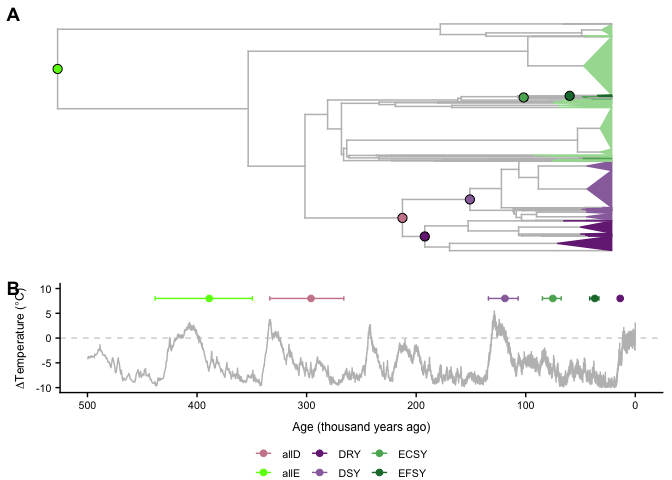 A
B
ΔTemperature (°C)
10
5
0
-5
-10
500
400
300
200
100
0
Age (thousand years ago)
allD
DRY
ECSY
allE
DSY
EFSY